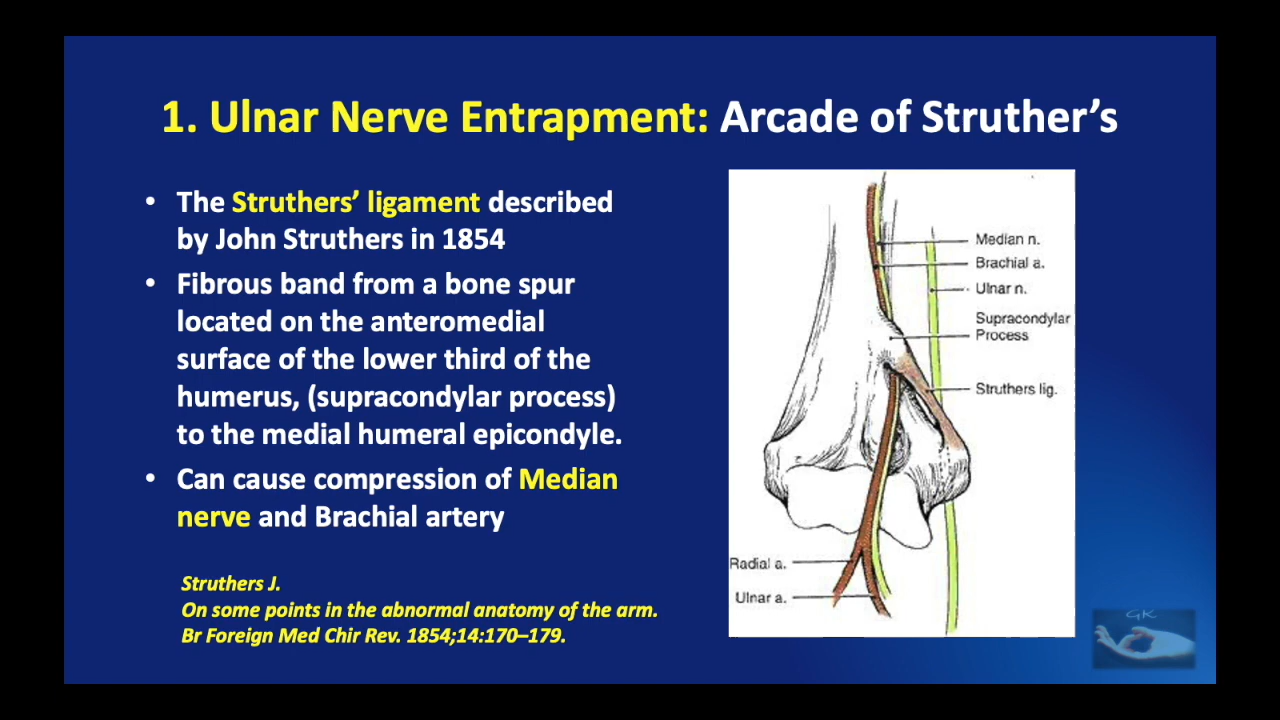 1. Ulnar Nerve Entrapment: Arcade of Struther’s
• The Struthers’ ligament described
by John Struthers in 1854
• Fibrous band from a bone spur
located on the anteromedial
surface of the lower third of the
humerus, (supracondylar process)
to the medial humeral epicondyle.
• Can cause compression of Median
nerve and Brachial artery
Struthers J.
On some points in the abnormal anatomy of the arm.
Br Foreign Med Chir Rev. 1854;14:170–179.
Median n.
Brachial a.
Ulnar n.
Supracondylar
Process
Struthers lig.
Radial a.
Ulnar a.
GK